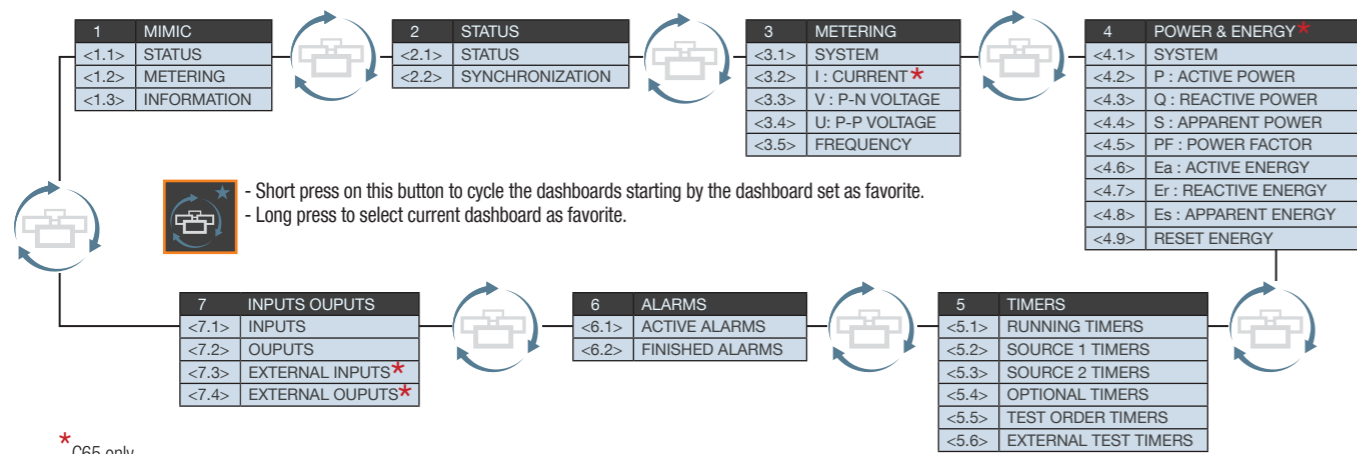 1 MIMIC
<1.1> STATUS
<1.2> METERING
<1.3> INFORMATION
2 STATUS
<2.1> STATUS
<2.2> SYNCHRONIZATION
3 METERING
<3.1> SYSTEM
<3.2> I : CURRENT *
<3.3> V : P-N VOLTAGE
<3.4> U: P-P VOLTAGE
<3.5> FREQUENCY
4 POWER & ENERGY*
<4.1> SYSTEM
<4.2> P : ACTIVE POWER
<4.3> Q : REACTIVE POWER
<4.4> S : APPARENT POWER
<4.5> PF : POWER FACTOR
<4.6> Ea : ACTIVE ENERGY
<4.7> Er : REACTIVE ENERGY
<4.8> Es : APPARENT ENERGY
<4.9> RESET ENERGY
- Short press on this button to cycle the dashboards starting by the dashboard set as favorite.
- Long press to select current dashboard as favorite.
7 INPUTS OUPUTS
<7.1> INPUTS
<7.2> OUPUTS
<7.3> EXTERNAL INPUTS*
<7.4> EXTERNAL OUPUTS*
6 ALARMS
<6.1> ACTIVE ALARMS
<6.2> FINISHED ALARMS
5 TIMERS
<5.1> RUNNING TIMERS
<5.2> SOURCE 1 TIMERS
<5.3> SOURCE 2 TIMERS
<5.4> OPTIONAL TIMERS
<5.5> TEST ORDER TIMERS
<5.6> EXTERNAL TEST TIMERS
* C65 only